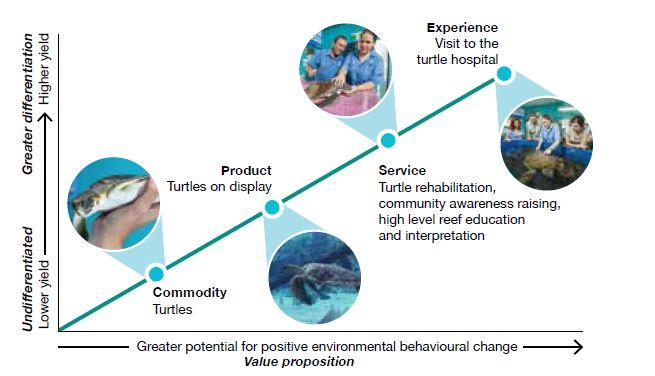 Experience
Visit to the
turtle hospital
Greater differentiation
Higher yield
Product
Turtles on display
Service
Turtle rehabilitation,
community awareness raising,
high level reef education
and interpretation
Undifferentiated
Lower yield
Commodity
Turtles
Greater potential for positive environmental behavioural change
Value proposition